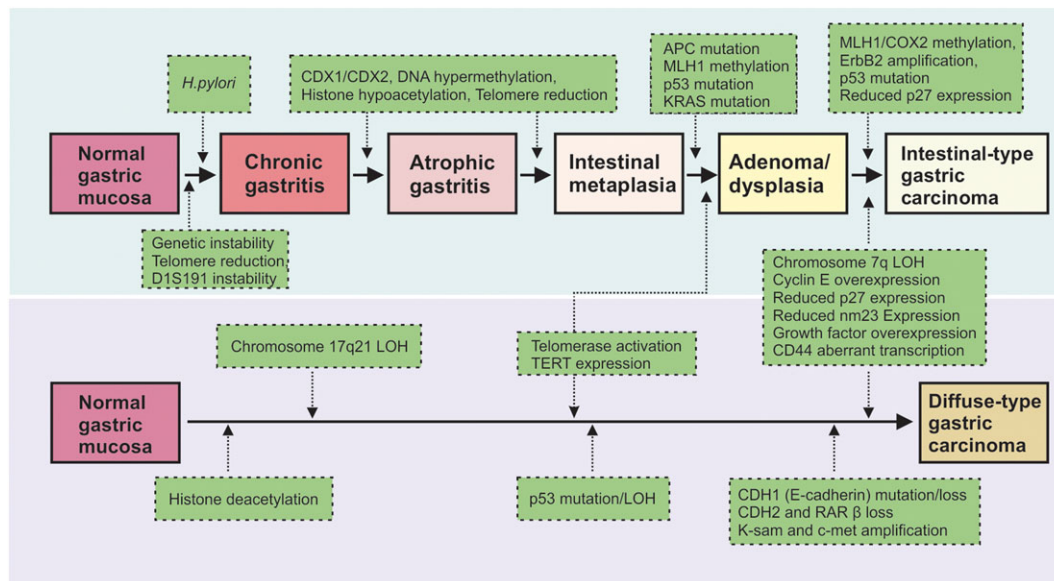 H.pylori
CDX1/CDX2, DNA hypermethylation,
Histone hypoacetylation, Telomere reduction
APC mutation
MLH1 methylation
p53 mutation
KRAS mutation
MLH1/COX2 methylation,
ErbB2 amplification,
p53 mutation
Reduced p27 expression
Normal
gastric
mucosa
Chronic
gastritis
Atrophic
gastritis
Intestinal
metaplasia
Adenoma/
dysplasia
Intestinal-type
gastric
carcinoma
Genetic instability
Telomere reduction,
D1S191 instability
Chromosome 7q LOH
Cyclin E overexpression
Reduced p27 expression
Reduced nm23 Expression
Growth factor overexpression
CD44 aberrant transcription
Chromosome 17q21 LOH
Telomerase activation
TERT expression
Normal
gastric
mucosa
Diffuse-type
gastric
carcinoma
Histone deacetylation
p53 mutation/LOH
CDH1 (E-cadherin) mutation/loss
CDH2 and RAR β loss
K-sam and c-met amplification